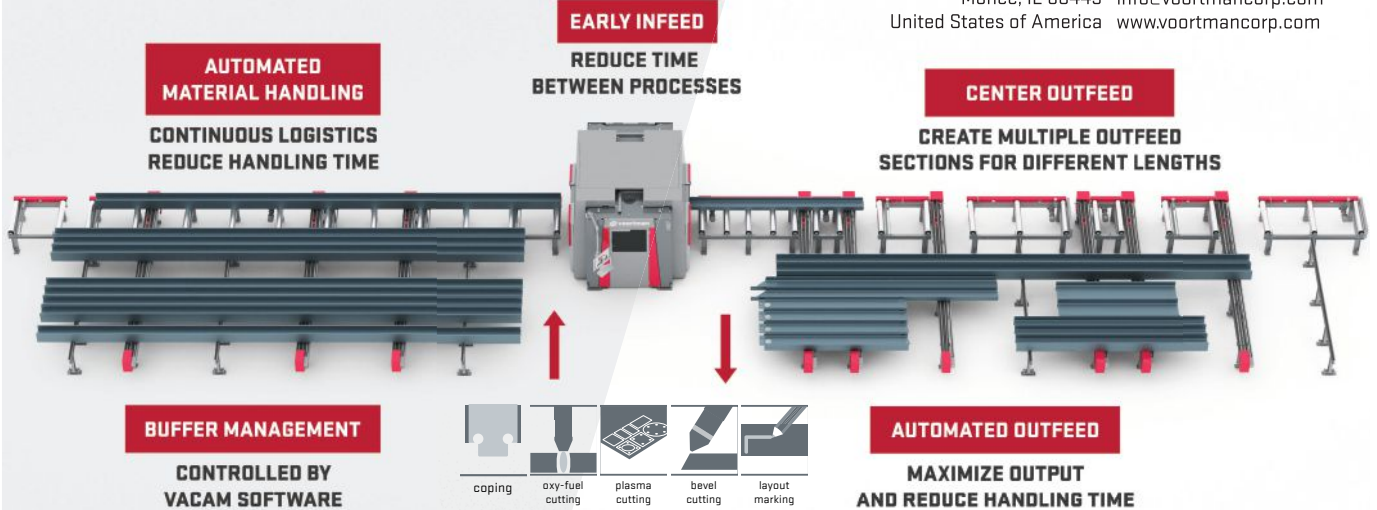 United States of America www.voortmancorp.com
EARLY INFEED
REDUCE TIME
BETWEEN PROCESSES
AUTOMATED
MATERIAL HANDLING
CONTINUOUS LOGISTICS
REDUCE HANDLING TIME
CENTER OUTFEED
CREATE MULTIPLE OUTFEED
SECTIONS FOR DIFFERENT LENGTHS
voortman
BUFFER MANAGEMENT
CONTROLLED BY
VACAM SOFTWARE
coping
oxy-fuel
cutting
plasma
cutting
bevel
cutting
layout
marking
AUTOMATED OUTFEED
MAXIMIZE OUTPUT
AND REDUCE HANDLING TIME